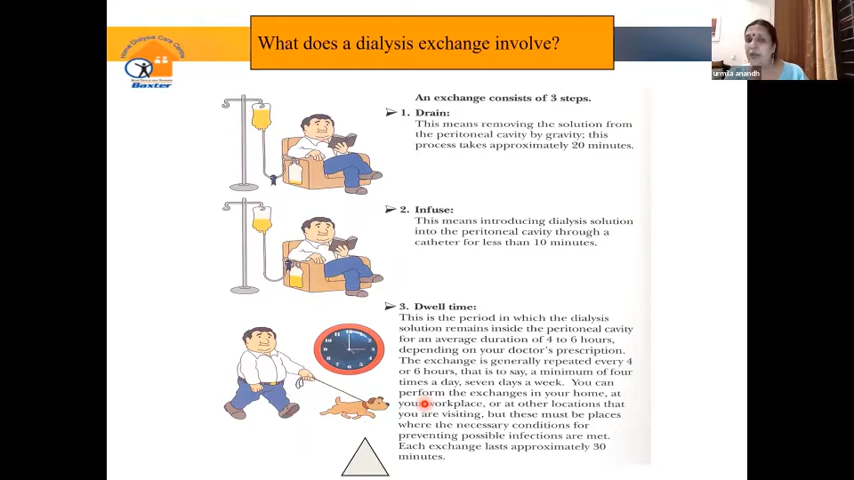 What does a dialysis exchange involve?
Home Dialysis Care Centre
Baxter
urmila anandh
An exchange consists of 3 steps.
1. Drain:
This means removing the solution from
the peritoneal cavity by gravity; this
process takes approximately 20 minutes.
2. Infuse:
This means introducing dialysis solution
into the peritoneal cavity through a
catheter for less than 10 minutes.
3. Dwell time:
This is the period in which the dialysis
solution remains inside the peritoneal cavity
for an average duration of 4 to 6 hours,
depending on your doctor's prescription.
The exchange is generally repeated every 4
or 6 hours, that is to say, a minimum of four
times a day, seven days a week. You can
perform the exchanges in your home, at
your workplace, or at other locations that
you are visiting, but these must be places
where the necessary conditions for
preventing possible infections are met.
Each exchange lasts approximately 30
minutes.